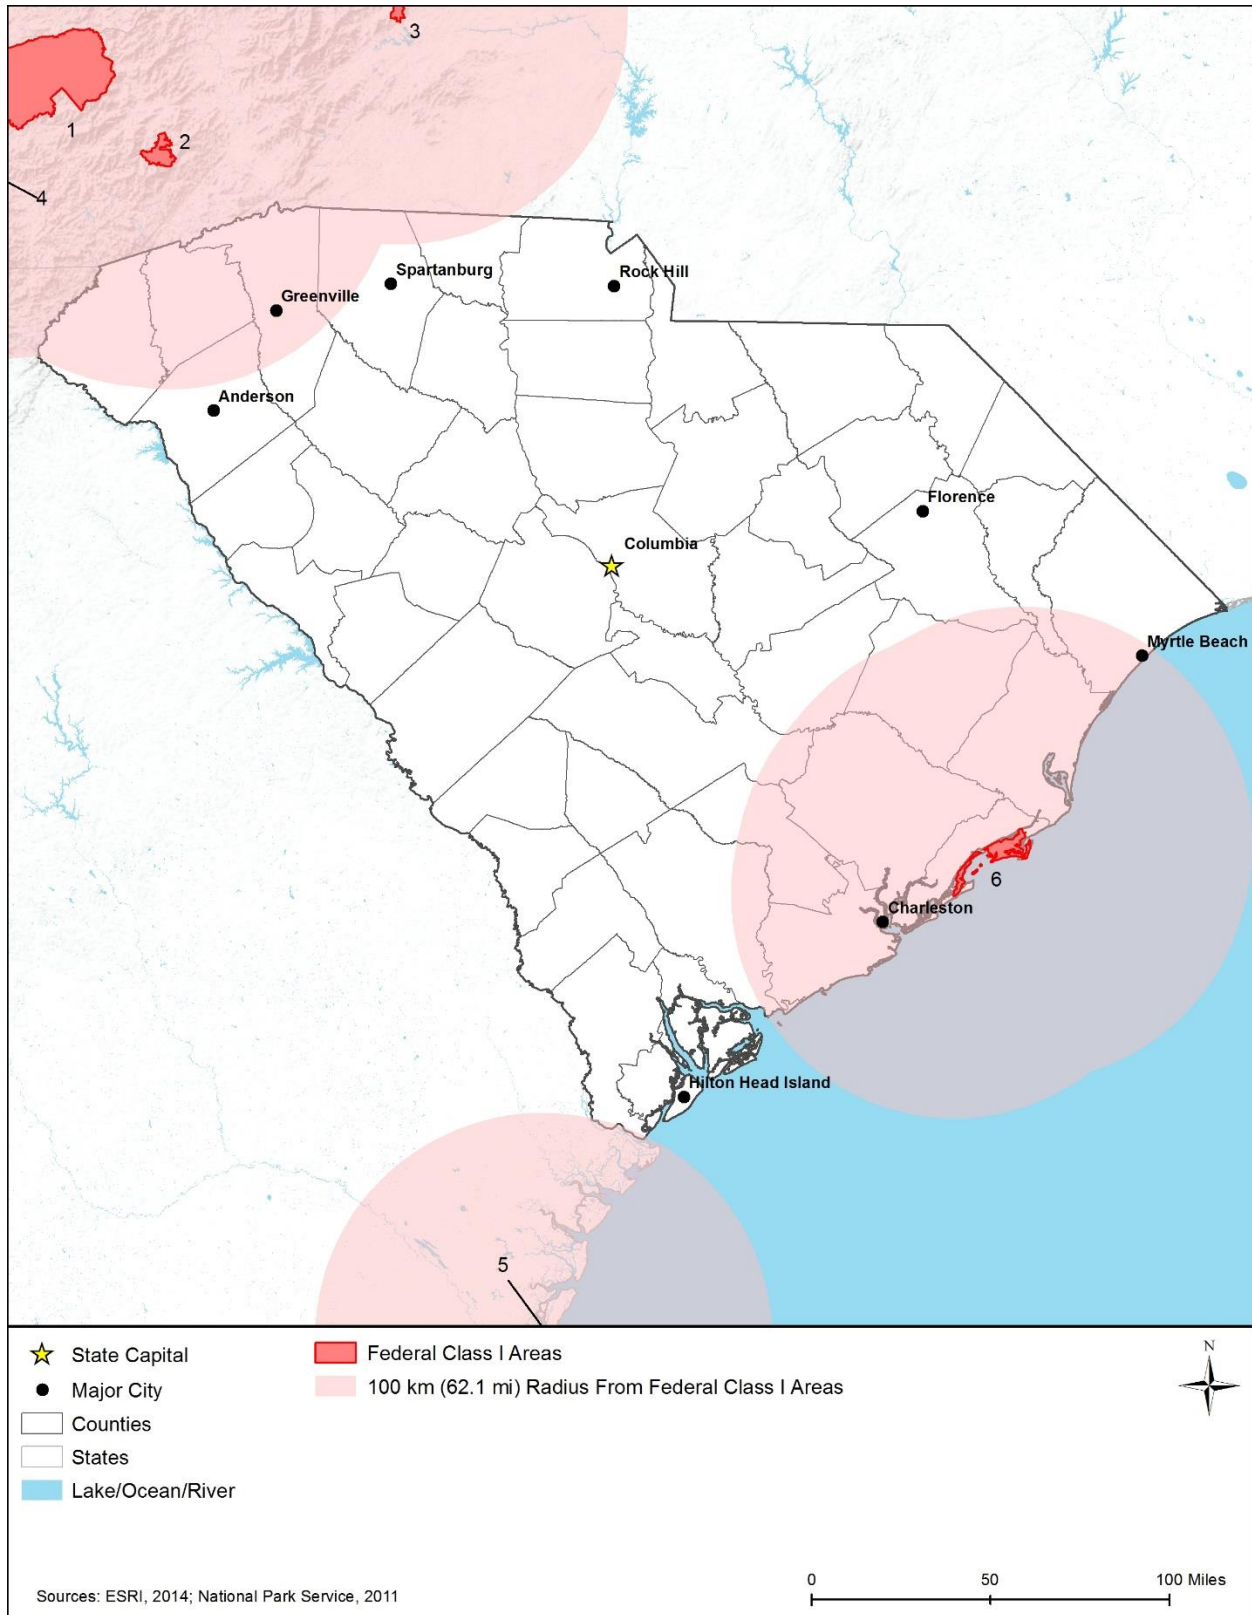 3
1
2
4
Spartanburg
Rock Hill
Greenville
Anderson
Florence
Columbia
Myrtle Beach
6
Charleston
Hilton Head Island
5
State Capital
Major City
Counties
States
Lake/Ocean/River
Federal Class I Areas
100 km (62.1 mi) Radius From Federal Class I Areas
N
Sources: ESRI, 2014; National Park Service, 2011
0 50 100 Miles